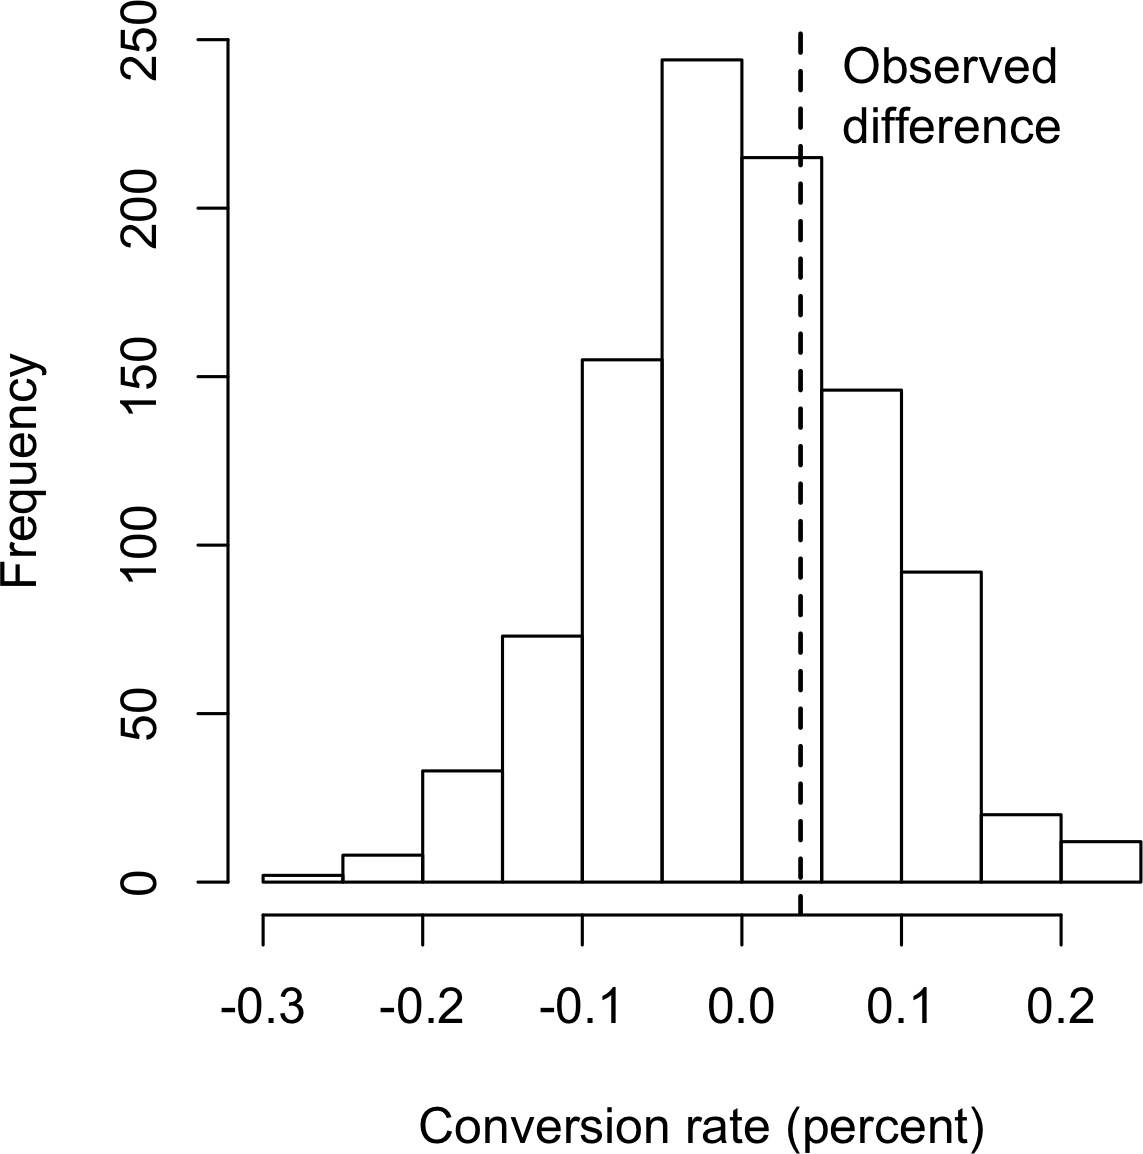 Observed
difference
Frequency
250
200
150
100
50
0
-0.3 -0.2 -0.1 0.0 0.1 0.2
Conversion rate (percent)